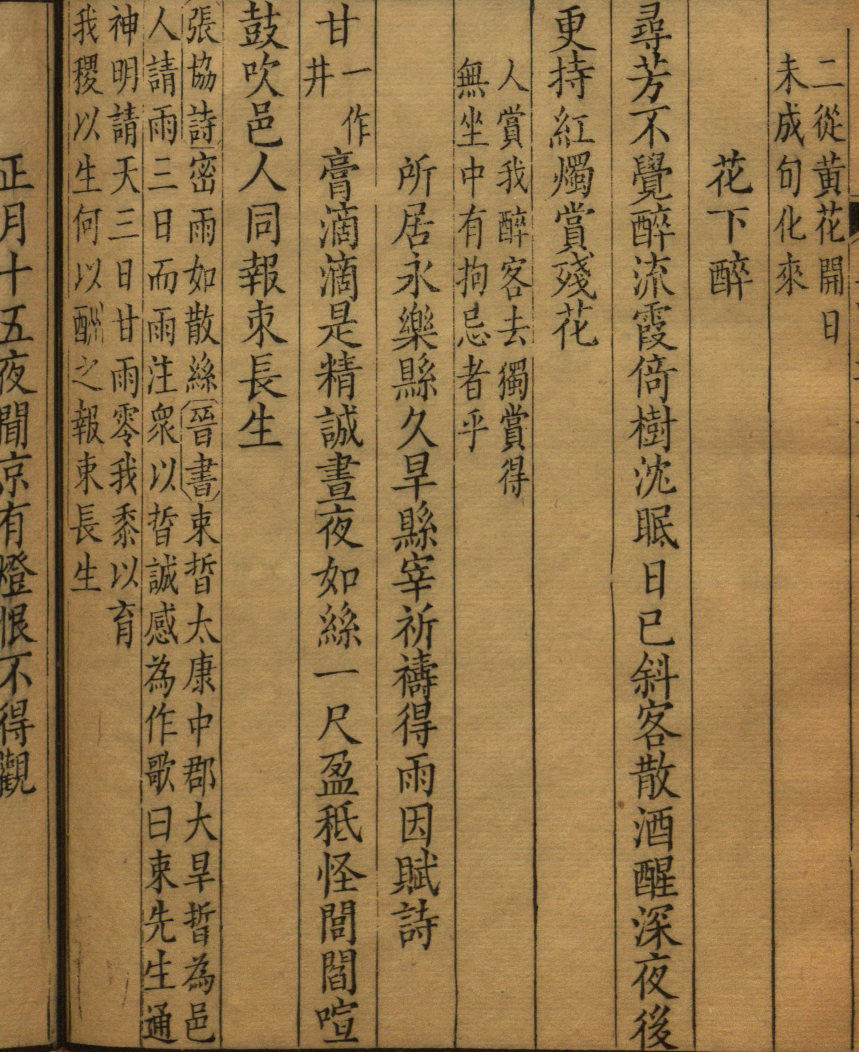 二從黄花開日
未成句化來
花下醉
尋芳不覺醉流霞倚樹沈眠日已斜客散酒醒深夜後
更持紅燭賞殘花
人賞我醉客去獨賞得
無坐中有拘忌者乎
所居永樂縣久旱縣宰祈禱得雨因賦詩
甘一作井膏滴滴是精誠晝夜如絲一尺盈秖怪閭閻喧
鼓吹邑人同報朿長生
張協詩密雨如散絲晉書束晳太康中郡大旱晳為邑
人請雨三日而雨注衆以晳誠感為作歌曰束先生通
神明請天三日甘雨零我黍以育
我稷以生何以酬之報束長生
正月十五夜聞京有燈恨不得觀